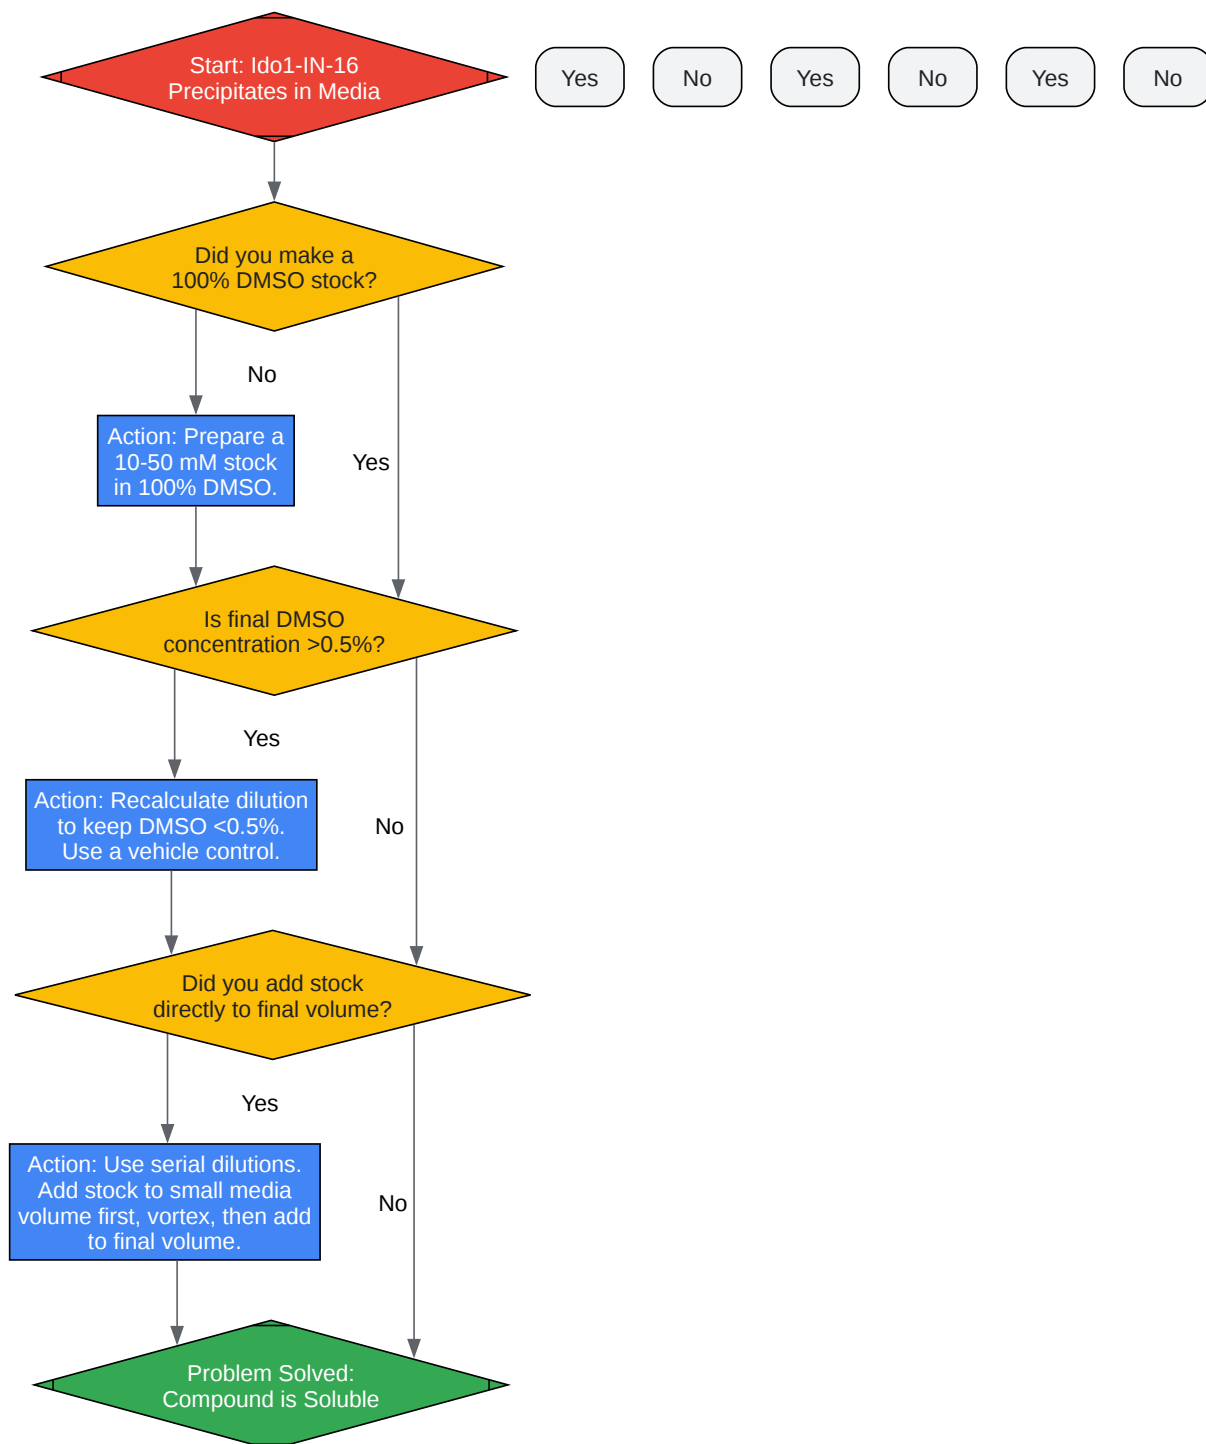 Start: Ido1-IN-16
Precipitates in Media
Yes
No
Yes
No
Yes
No
Did you make a
100% DMSO stock?
No
Action: Prepare a
10-50 mM stock
in 100% DMSO.
Yes
Is final DMSO
concentration >0.5%?
Yes
Action: Recalculate dilution
to keep DMSO <0.5%.
Use a vehicle control.
No
Did you add stock
directly to final volume?
Yes
Action: Use serial dilutions.
Add stock to small media
volume first, vortex, then add
to final volume.
No
Problem Solved:
Compound is Soluble